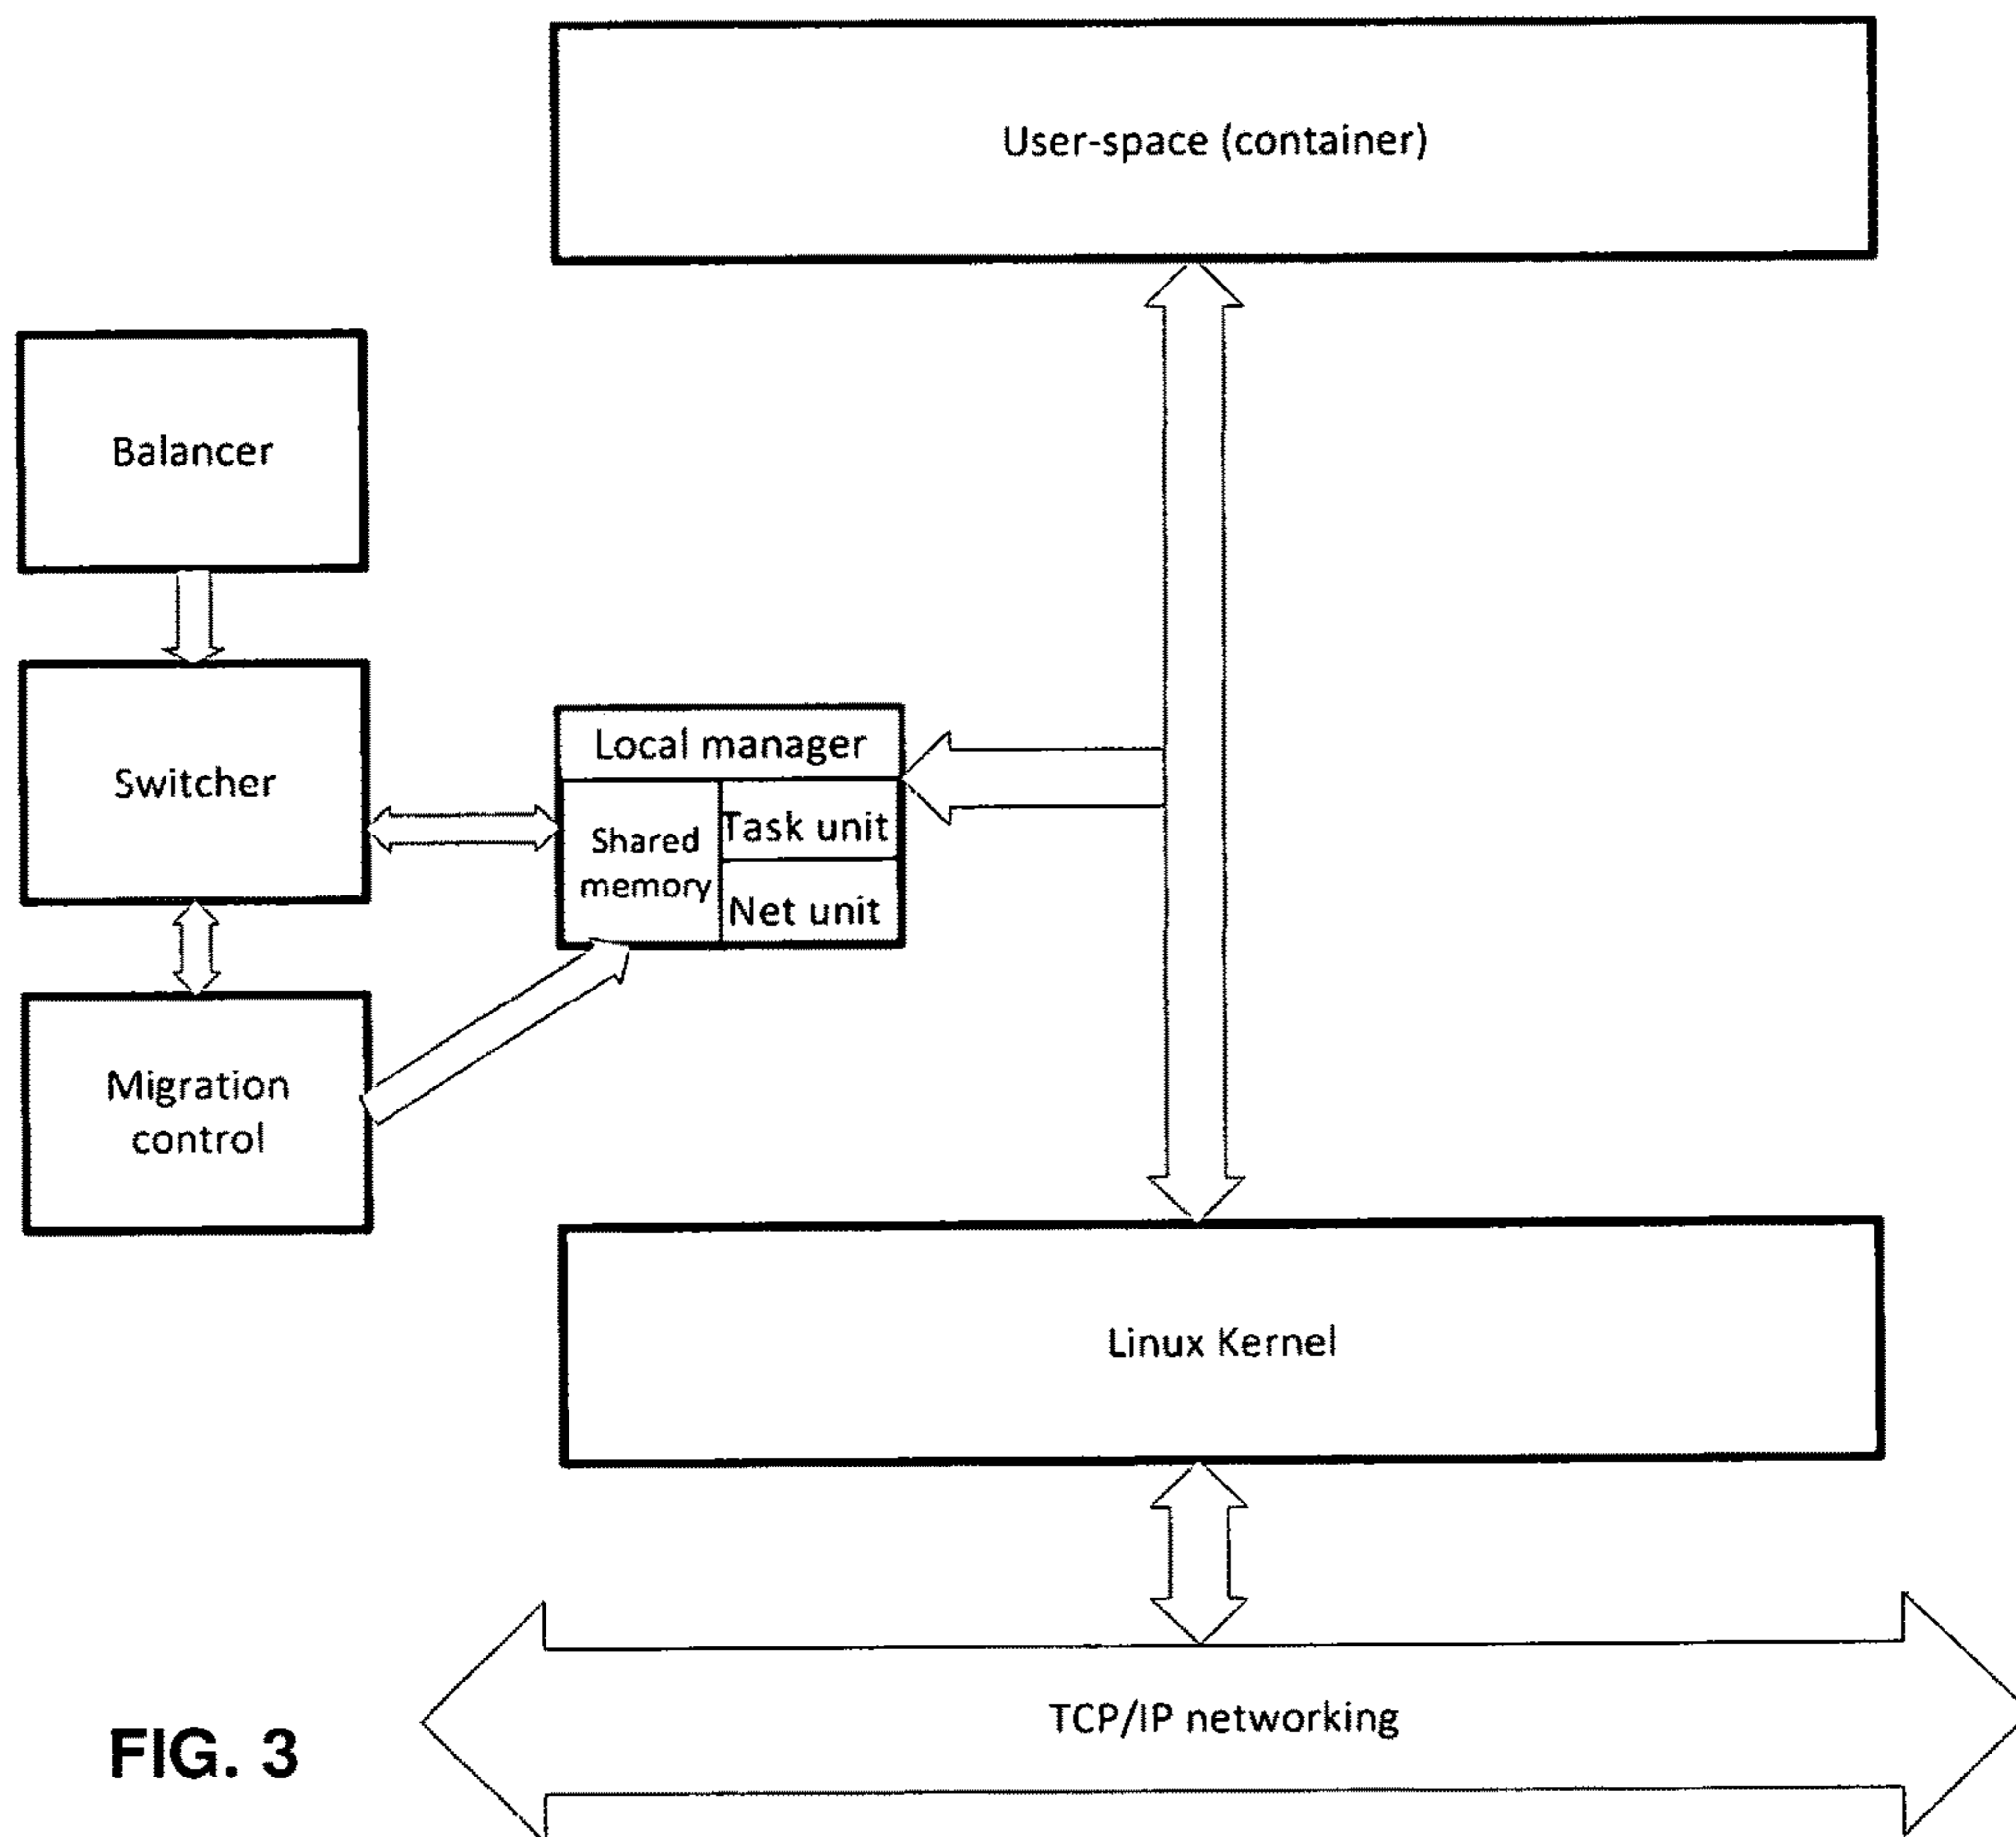 User-space (container)
Balancer
Switcher
Local manager
Shared
memory
Task unit
Net unit
Migration
control
Linux Kernel
TCP/IP networking
FIG. 3